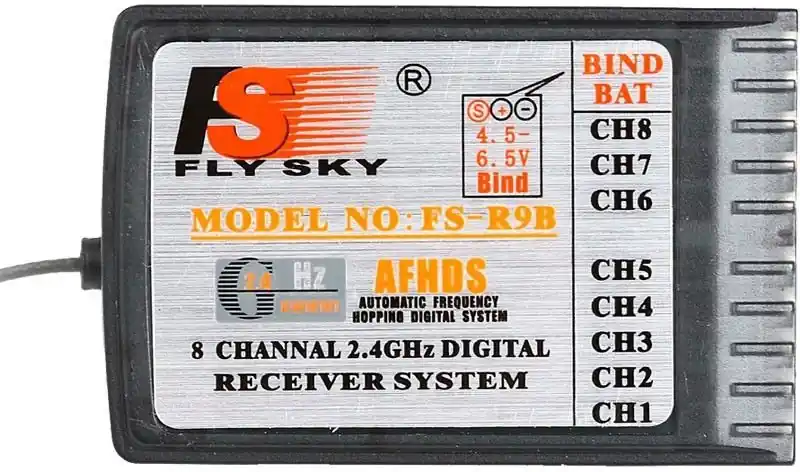 FS ®
FLY SKY
S + −
4.5-
6.5V
Bind
MODEL NO: FS-R9B
G 2.4 Hz
AFHDS
AUTOMATIC FREQUENCY
HOPPING DIGITAL SYSTEM
8 CHANNAL 2.4GHz DIGITAL
RECEIVER SYSTEM
BIND
BAT
CH8
CH7
CH6
CH5
CH4
CH3
CH2
CH1